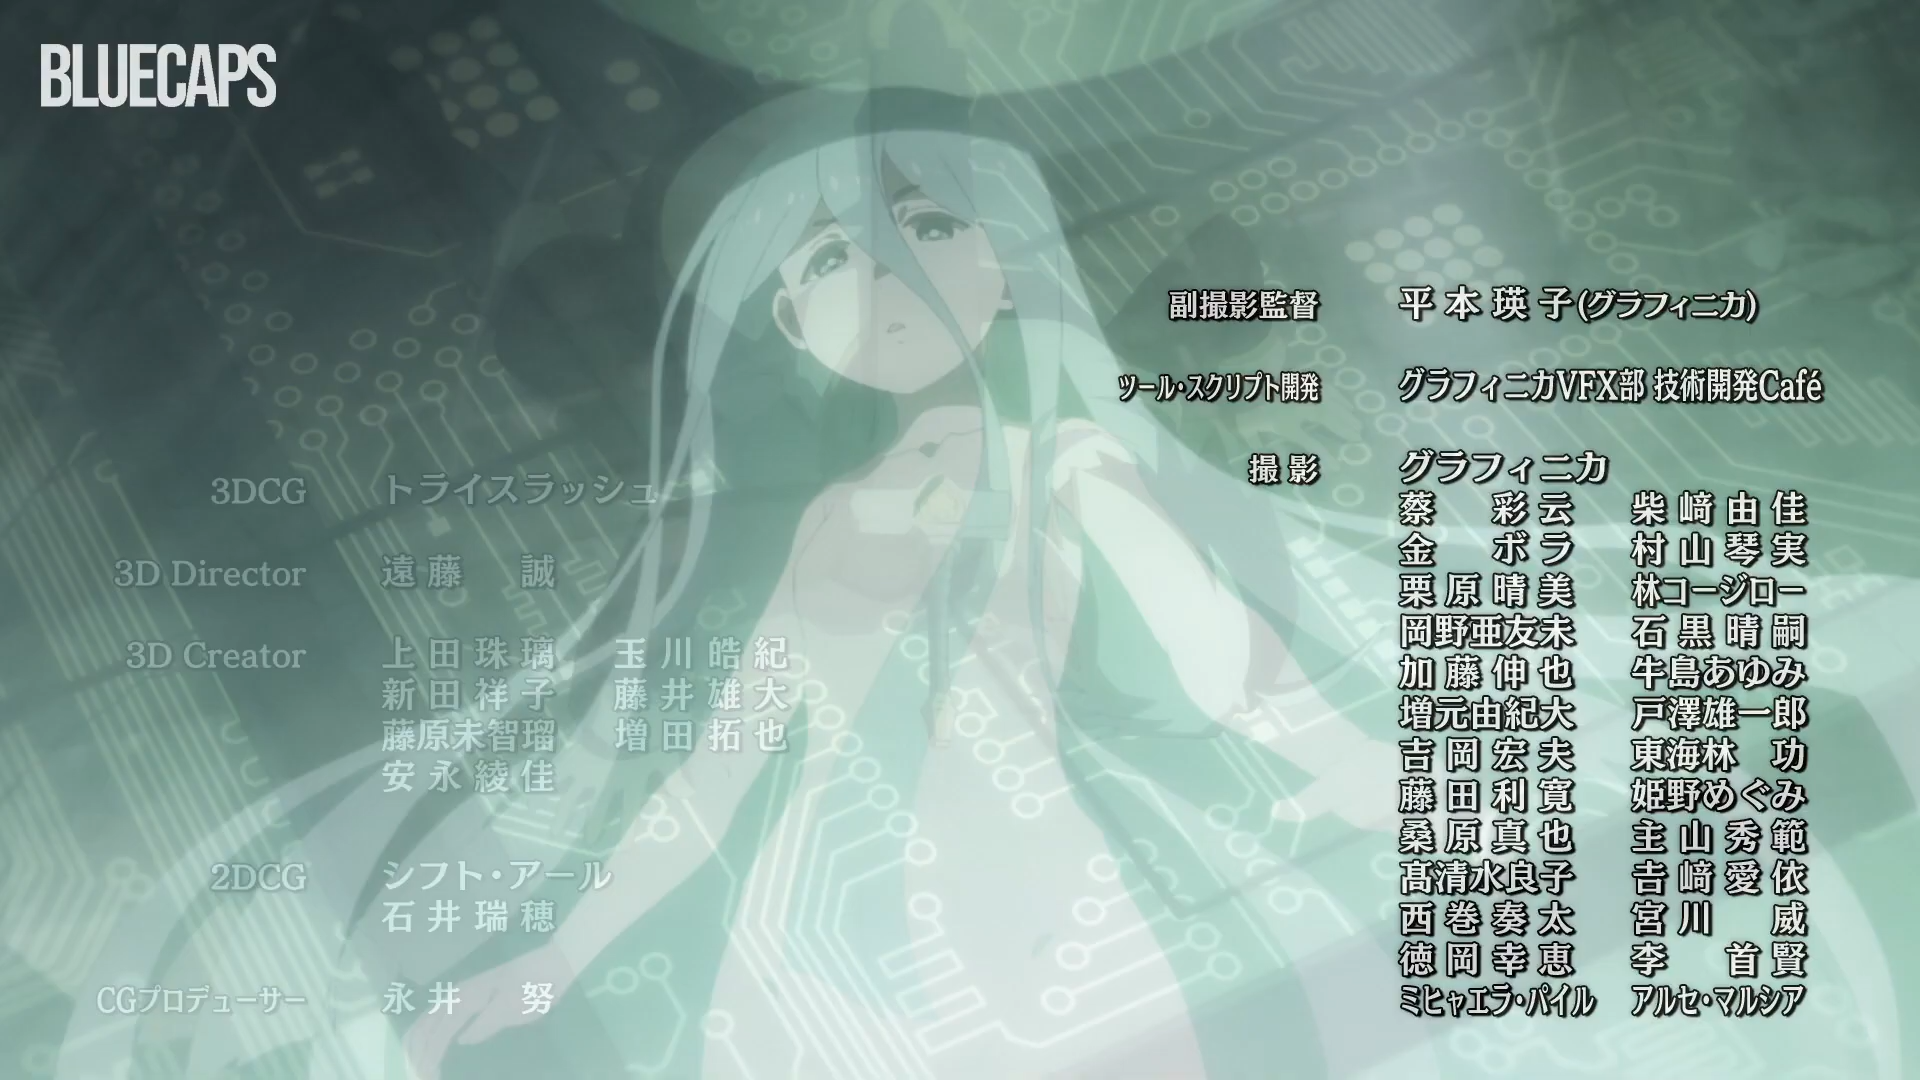 BLUECAPS
3DCG トライスラッシュ
3D Director 遠藤 誠
3D Creator 上田珠璃 玉川皓紀
新田祥子 藤井雄大
藤原未智瑠 増田拓也
安永綾佳
2DCG シフト・アール
石井瑞穂
CGプロデューサー 永井 努
副撮影監督 平本瑛子(グラフィニカ)
ツール・スクリプト開発 グラフィニカVFX部 技術開発Café
撮影 グラフィニカ
蔡 彩云 柴﨑由佳
金 ボラ 村山琴実
栗原晴美 林コージロー
岡野亜友未 石黒晴嗣
加藤伸也 牛島あゆみ
増元由紀大 戸澤雄一郎
吉岡宏夫 東海林 功
藤田利寛 姫野めぐみ
桑原真也 主山秀範
髙清水良子 吉﨑愛依
西巻奏太 宮川 威
徳岡幸恵 李 首賢
ミヒャエラ・パイル アルセ・マルシア